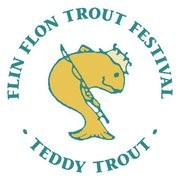 FLIN FLON TROUT FESTIVAL
• TEDDY TROUT •